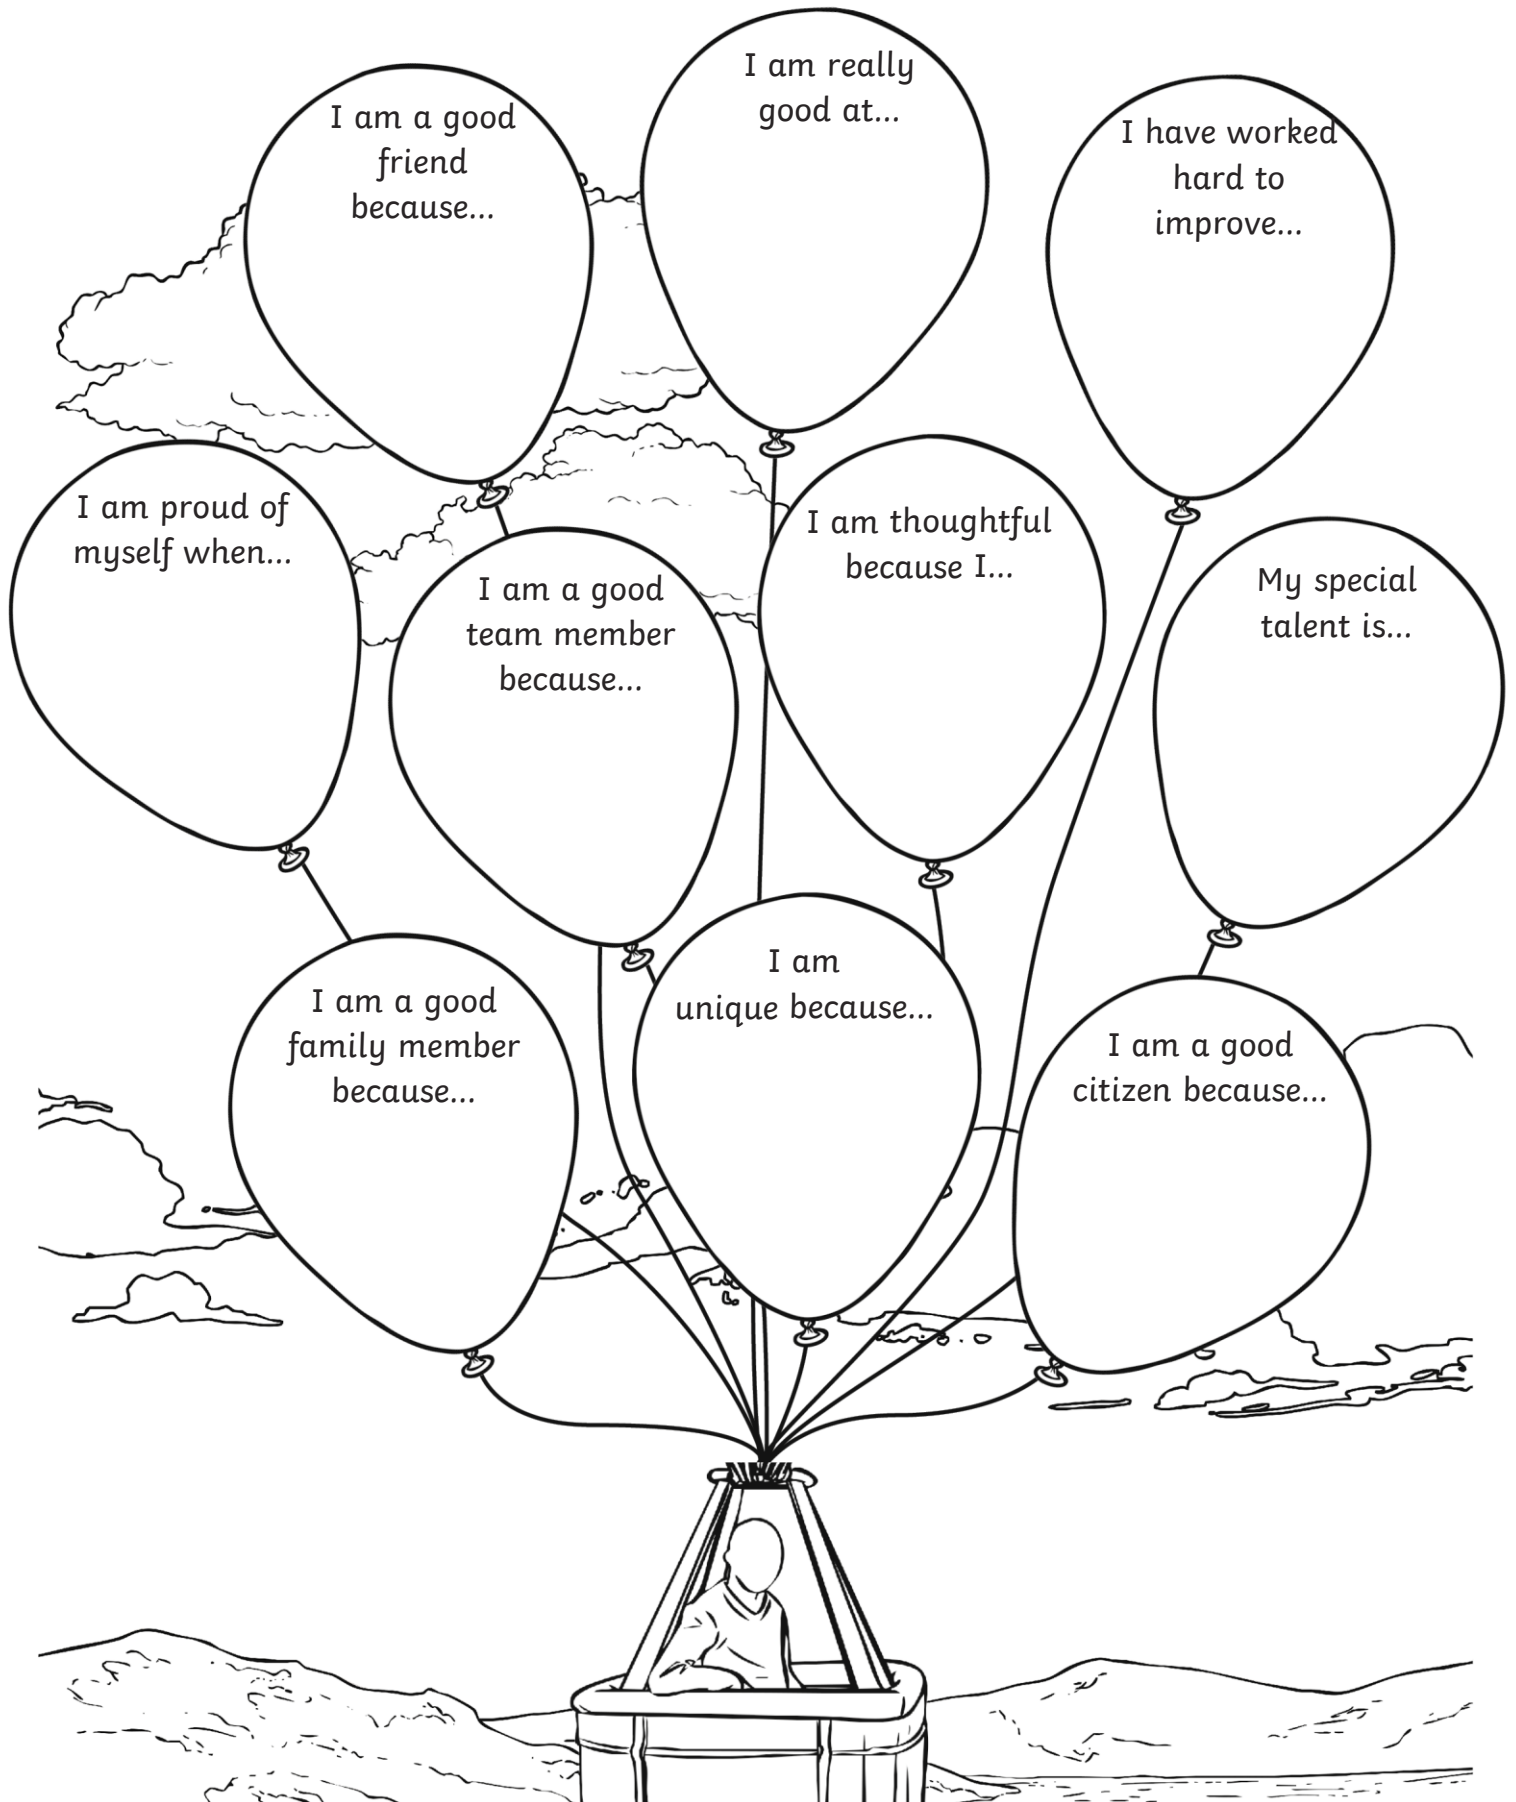 I am really
good at...
I am a good
friend
because...
I have worked
hard to
improve...
I am proud of
myself when...
I am thoughtful
because I...
I am a good
team member
because...
My special
talent is...
I am
unique because...
I am a good
family member
because...
I am a good
citizen because...